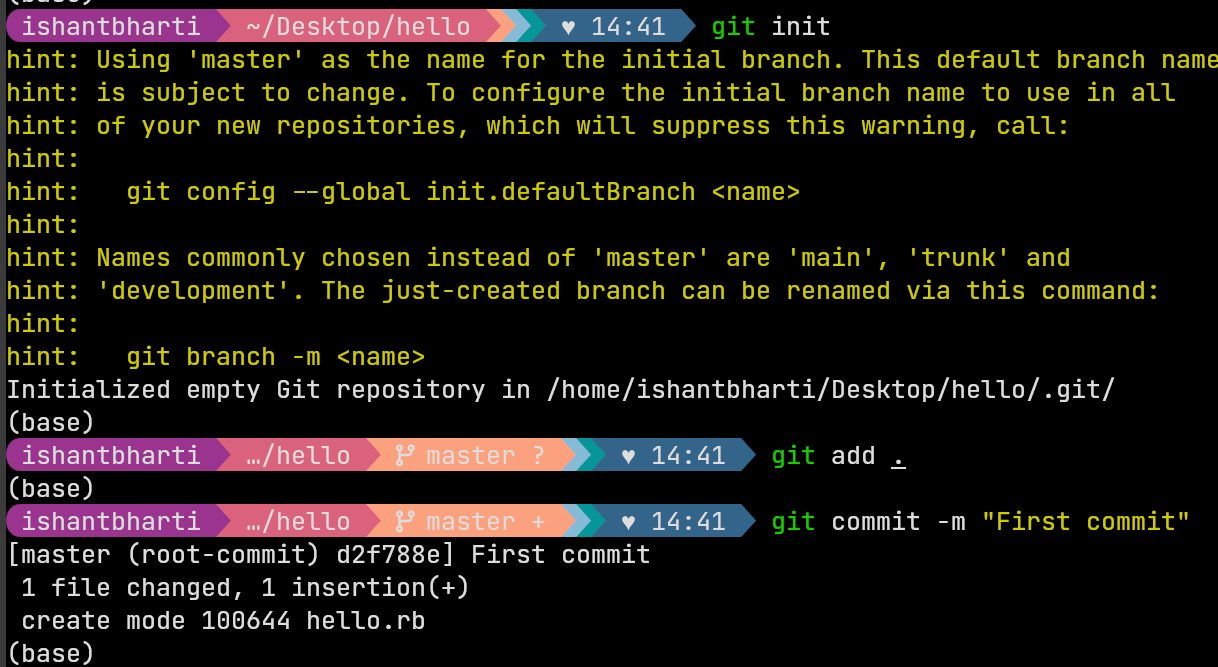 (base)
ishantbharti ~/Desktop/hello ♥ 14:41 git init
hint: Using 'master' as the name for the initial branch. This default branch name
hint: is subject to change. To configure the initial branch name to use in all
hint: of your new repositories, which will suppress this warning, call:
hint:
hint:   git config --global init.defaultBranch <name>
hint:
hint: Names commonly chosen instead of 'master' are 'main', 'trunk' and
hint: 'development'. The just-created branch can be renamed via this command:
hint:
hint:   git branch -m <name>
Initialized empty Git repository in /home/ishantbharti/Desktop/hello/.git/
(base)
ishantbharti …/hello master ? ♥ 14:41 git add .
(base)
ishantbharti …/hello master + ♥ 14:41 git commit -m "First commit"
[master (root-commit) d2f788e] First commit
 1 file changed, 1 insertion(+)
 create mode 100644 hello.rb
(base)